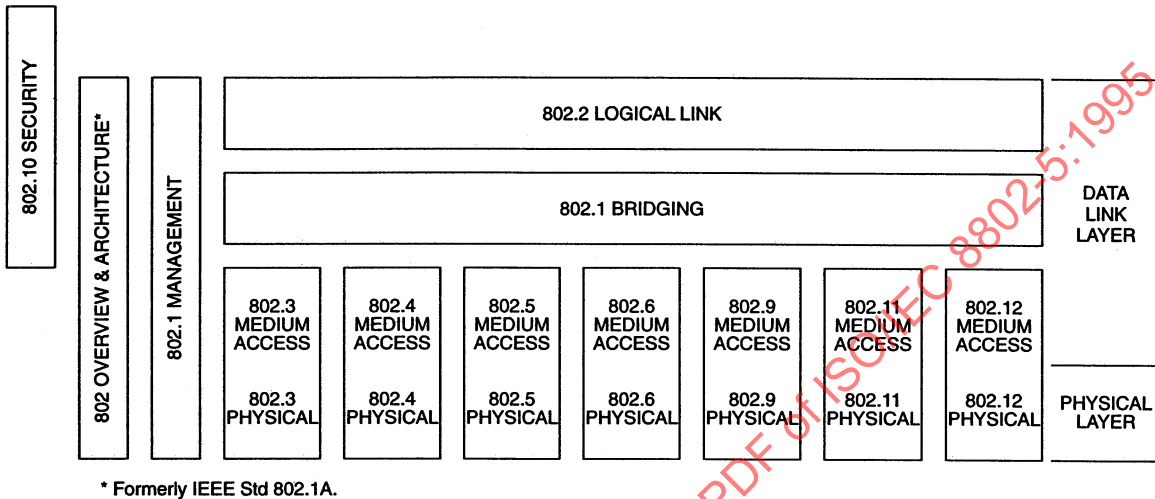 802.10 SECURITY
802 OVERVIEW & ARCHITECTURE*
802.1 MANAGEMENT
802.2 LOGICAL LINK
802.1 BRIDGING
DATA
LINK
LAYER
802.3
MEDIUM
ACCESS
802.3
PHYSICAL
802.4
MEDIUM
ACCESS
802.4
PHYSICAL
802.5
MEDIUM
ACCESS
802.5
PHYSICAL
802.6
MEDIUM
ACCESS
802.6
PHYSICAL
802.9
MEDIUM
ACCESS
802.9
PHYSICAL
802.11
MEDIUM
ACCESS
802.11
PHYSICAL
802.12
MEDIUM
ACCESS
802.12
PHYSICAL
PHYSICAL
LAYER
* Formerly IEEE Std 802.1A.
PDF of ISO/IEC 8802-5:1995